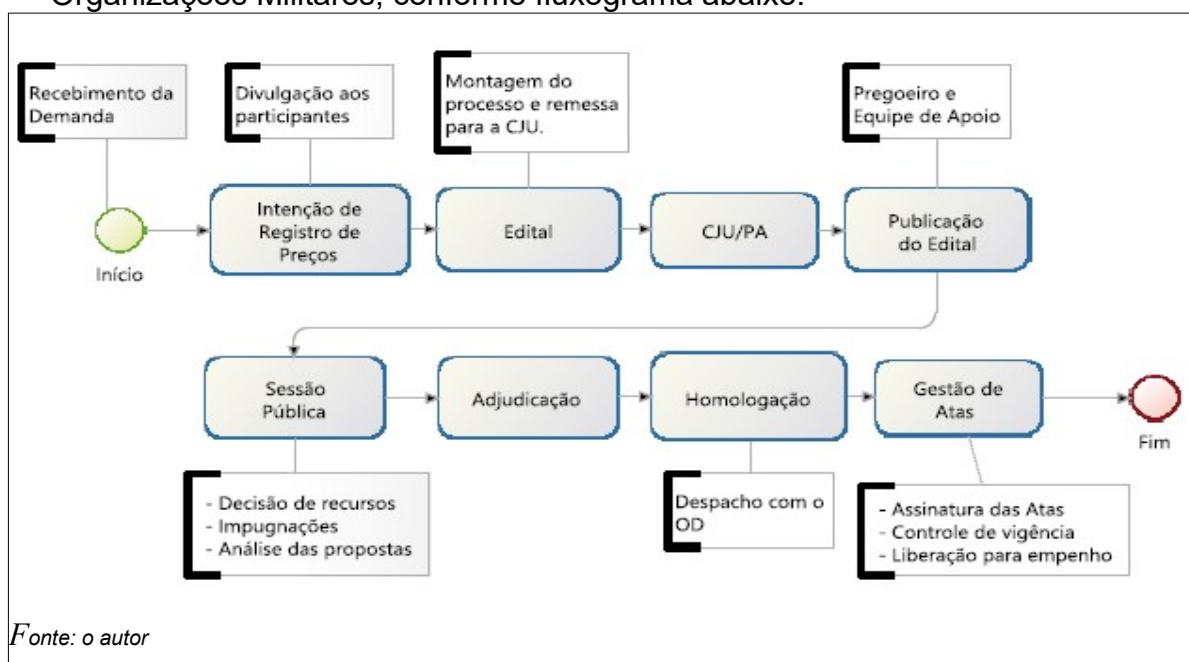 Organizações Militares, conforme fluxograma abaixo:
Recebimento da
Demanda
Divulgação aos
participantes
Montagem do
processo e remessa
para a CJU.
Pregoeiro e
Equipe de Apoio
Início
Intenção de
Registro de
Preços
Edital
CJU/PA
Publicação
do Edital
Sessão
Pública
Adjudicação
Homologação
Gestão de
Atas
Fim
- Decisão de recursos
- Impugnações
- Análise das propostas
Despacho com o
OD
- Assinatura das Atas
- Controle de vigência
- Liberação para empenho
Fonte: o autor